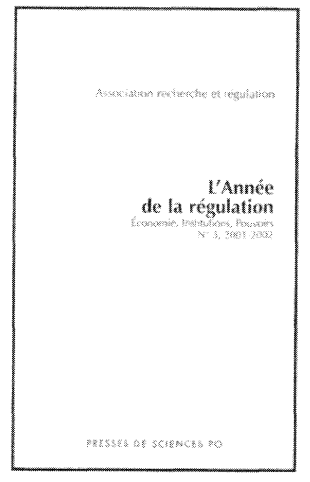 Association recherche et régulation
L'Année
de la régulation
Économie, Institutions, Pouvoirs
N° 5, 2001-2002
PRESSES DE SCIENCES PO